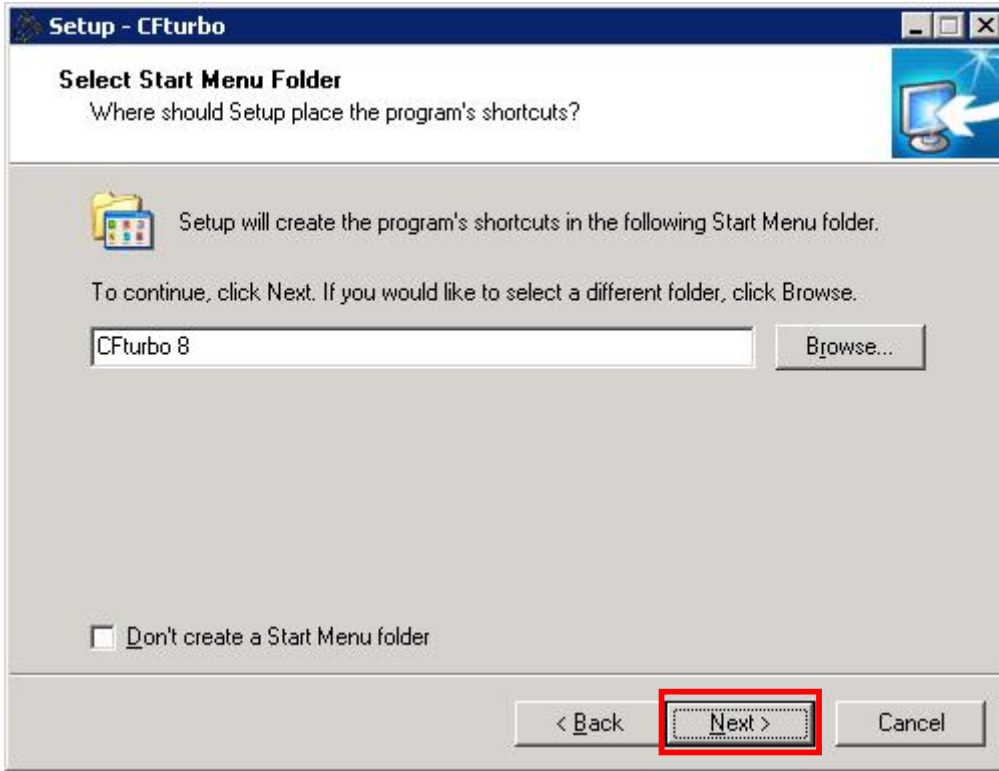 Setup - CFturbo
Select Start Menu Folder
Where should Setup place the program's shortcuts?
Setup will create the program's shortcuts in the following Start Menu folder.
To continue, click Next. If you would like to select a different folder, click Browse.
CFturbo 8
Browse...
Don't create a Start Menu folder
< Back
Next >
Cancel